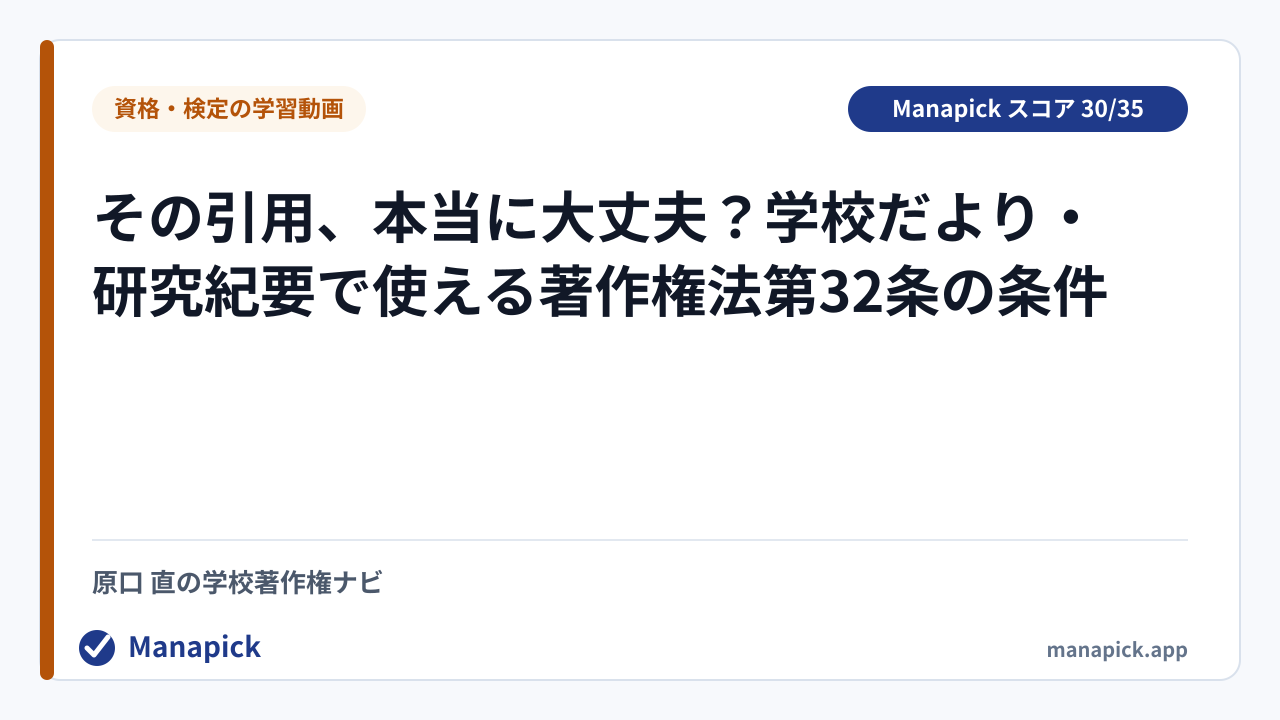 資格・検定の学習動画
Manapick スコア 30/35
その引用、本当に大丈夫？学校だより・
研究紀要で使える著作権法第32条の条件
原口 直の学校著作権ナビ
Manapick
manapick.app